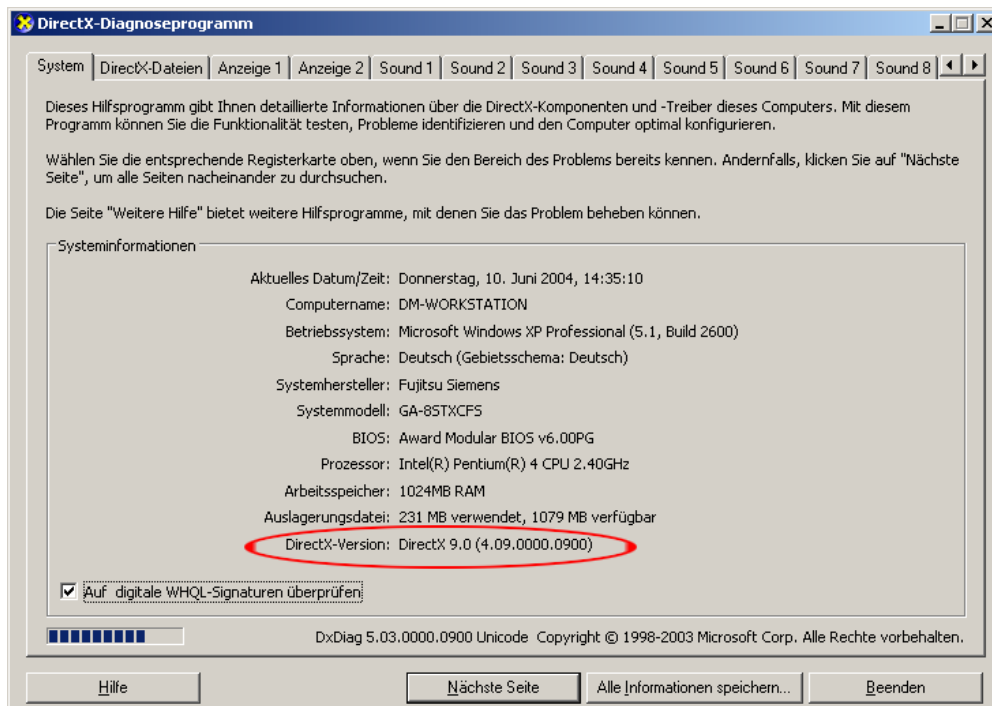 DirectX-Diagnoseprogramm
System DirectX-Dateien Anzeige 1 Anzeige 2 Sound 1 Sound 2 Sound 3 Sound 4 Sound 5 Sound 6 Sound 7 Sound 8
Dieses Hilfsprogramm gibt Ihnen detaillierte Informationen über die DirectX-Komponenten und -Treiber dieses Computers. Mit diesem
Programm können Sie die Funktionalität testen, Probleme identifizieren und den Computer optimal konfigurieren.
Wählen Sie die entsprechende Registerkarte oben, wenn Sie den Bereich des Problems bereits kennen. Andernfalls, klicken Sie auf "Nächste
Seite", um alle Seiten nacheinander zu durchsuchen.
Die Seite "Weitere Hilfe" bietet weitere Hilfsprogramme, mit denen Sie das Problem beheben können.
Systeminformationen
Aktuelles Datum/Zeit: Donnerstag, 10. Juni 2004, 14:35:10
Computername: DM-WORKSTATION
Betriebssystem: Microsoft Windows XP Professional (5.1, Build 2600)
Sprache: Deutsch (Gebietsschema: Deutsch)
Systemhersteller: Fujitsu Siemens
Systemmodell: GA-8STXCFS
BIOS: Award Modular BIOS v6.00PG
Prozessor: Intel(R) Pentium(R) 4 CPU 2.40GHz
Arbeitsspeicher: 1024MB RAM
Auslagerungsdatei: 231 MB verwendet, 1079 MB verfügbar
DirectX-Version: DirectX 9.0 (4.09.0000.0900)
Auf digitale WHQL-Signaturen überprüfen
DxDiag 5.03.0000.0900 Unicode Copyright © 1998-2003 Microsoft Corp. Alle Rechte vorbehalten.
Hilfe Nächste Seite Alle Informationen speichern... Beenden